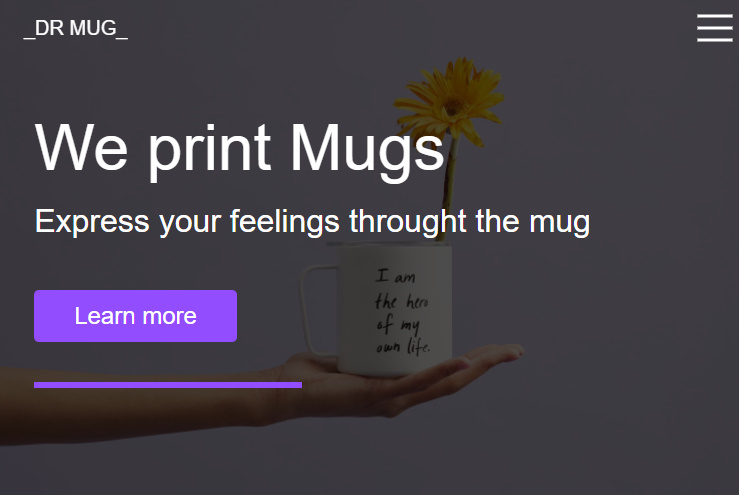 _DR MUG_
We print Mugs
Express your feelings throught the mug
Learn more
I am
the hero
of my
own life.